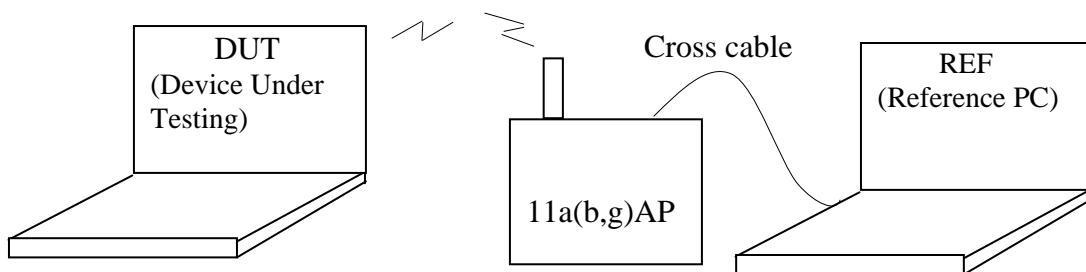 DUT
(Device Under
Testing)
Cross cable
REF
(Reference PC)
11a(b,g)AP